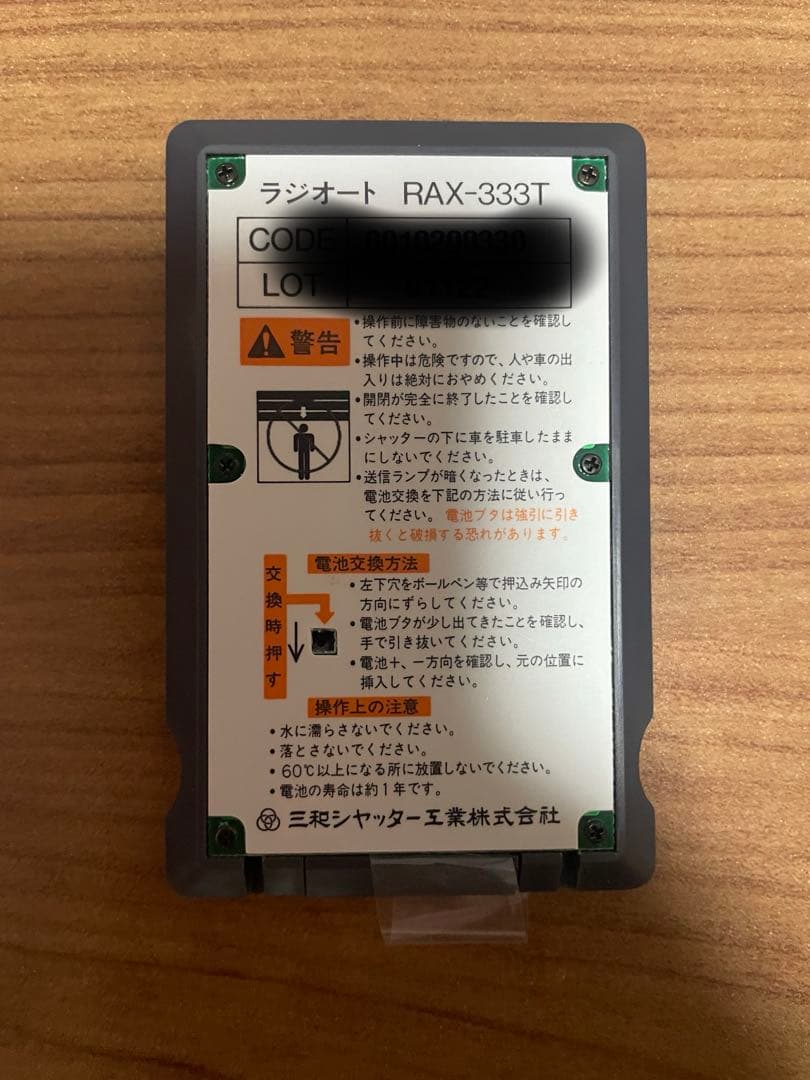 ラジオート RAX-333T
CODE
LOT
警告
・操作前に障害物のないことを確認し
てください。
・操作中は危険ですので、人や車の出
入りは絶対におやめください。
・開閉が完全に終了したことを確認し
てください。
・シャッターの下に車を駐車したまま
にしないでください。
・送信ランプが暗くなったときは、
電池交換を下記の方法に従い行っ
てください。電池ブタは強引に引き
抜くと破損する恐れがあります。
電池交換方法
交換時押す
・左下穴をボールペン等で押込み矢印の
方向にずらしてください。
・電池ブタが少し出てきたことを確認し、
手で引き抜いてください。
・電池+、-方向を確認し、元の位置に
挿入してください。
操作上の注意
・水に濡らさないでください。
・落とさないでください。
・60℃以上になる所に放置しないでください。
・電池の寿命は約1年です。
三和シヤッター工業株式会社